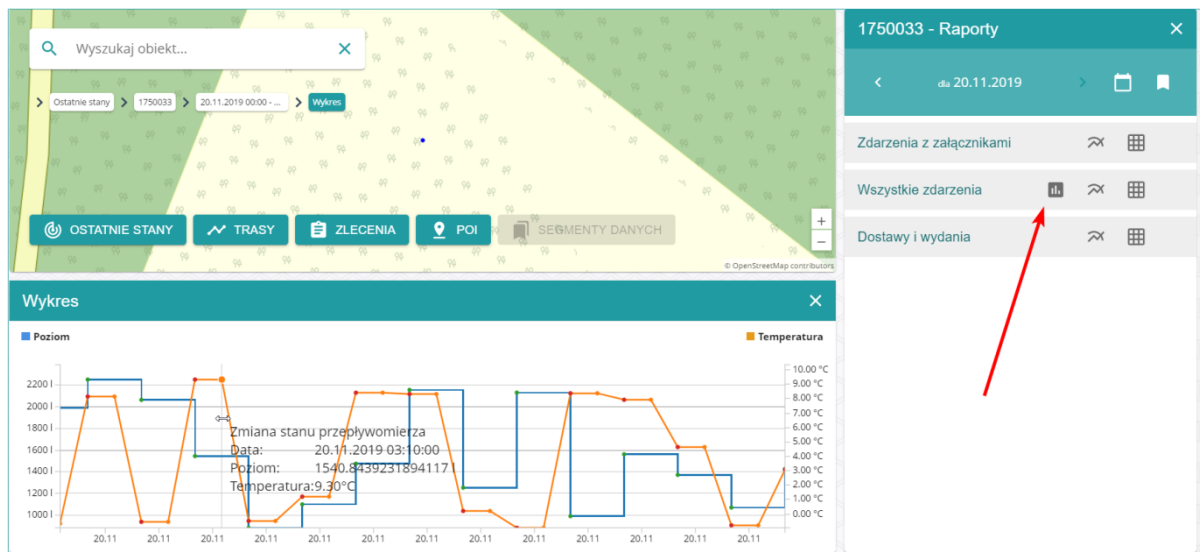 Wyszukaj obiekt...
Ostatnie stany
1750033
20.11.2019 00:00 - ...
Wykres
OSTATNIE STANY
TRASY
ZLECENIA
POI
SEGMENTY DANYCH
+
−
© OpenStreetMap contributors
1750033 - Raporty
dla 20.11.2019
Zdarzenia z załącznikami
Wszystkie zdarzenia
Dostawy i wydania
Wykres
Poziom
Temperatura
2200 l
2000 l
1800 l
1600 l
1400 l
1200 l
1000 l
10.00 °C
9.00 °C
8.00 °C
7.00 °C
6.00 °C
5.00 °C
4.00 °C
3.00 °C
2.00 °C
1.00 °C
0.00 °C
Zmiana stanu przepływomierza
Data: 20.11.2019 03:10:00
Poziom: 1540.843923189411 7 l
Temperatura:9.30°C
20.11 20.11 20.11 20.11 20.11 20.11 20.11 20.11 20.11 20.11 20.11 20.11 20.11